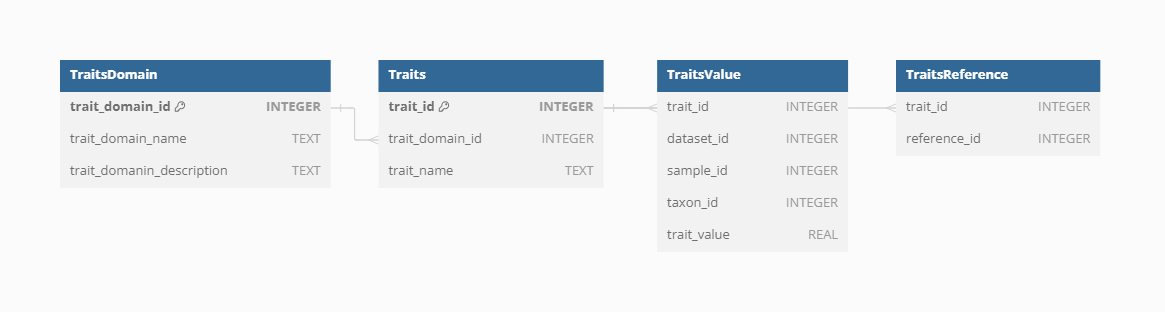 TraitsDomain
trait_domain_id INTEGER
trait_domain_name TEXT
trait_domanin_description TEXT
Traits
trait_id INTEGER
trait_domain_id INTEGER
trait_name TEXT
TraitsValue
trait_id INTEGER
dataset_id INTEGER
sample_id INTEGER
taxon_id INTEGER
trait_value REAL
TraitsReference
trait_id INTEGER
reference_id INTEGER